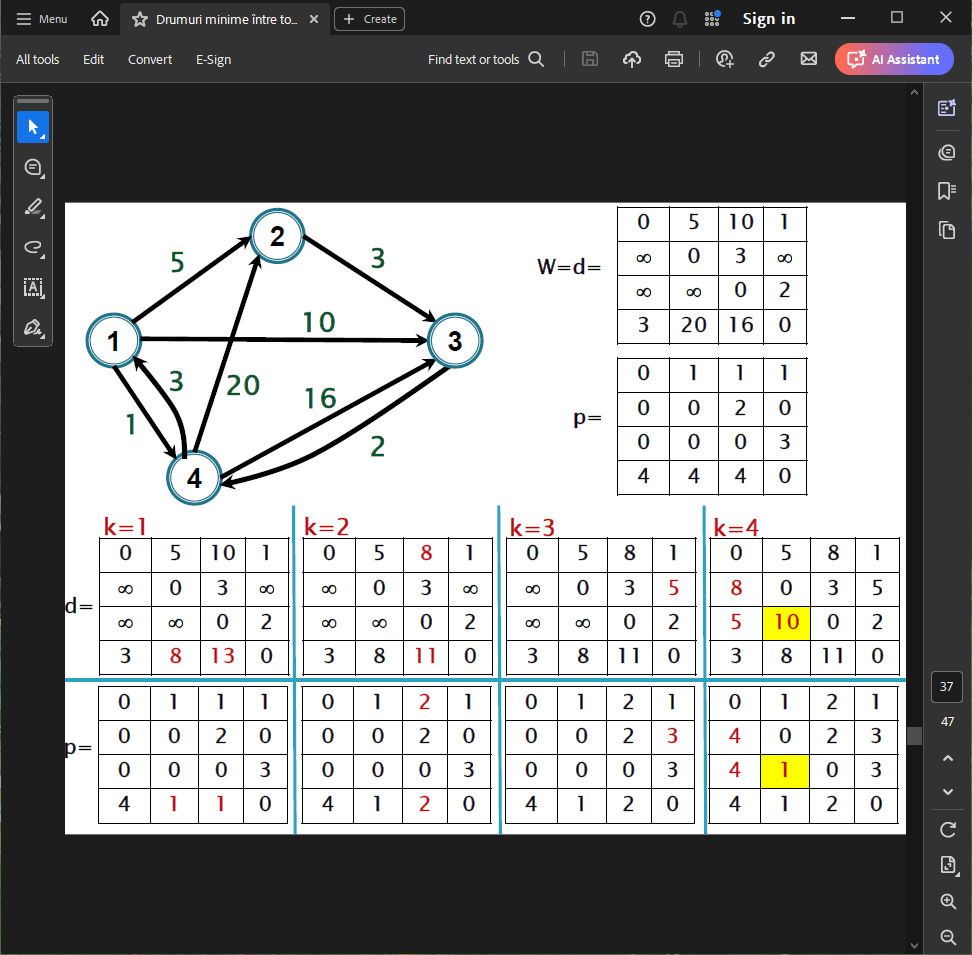 Menu
Drumuri minime între to...
Create
Sign in
All tools
Edit
Convert
E-Sign
Find text or tools
AI Assistant
2
5
3
1
10
3
3
20
16
1
2
4
W=d=
0 5 10 1
∞ 0 3 ∞
∞ ∞ 0 2
3 20 16 0
p=
0 1 1 1
0 0 2 0
0 0 0 3
4 4 4 0
k=1
k=2
k=3
k=4
d=
0 5 10 1 0 5 8 1 0 5 8 1 0 5 8 1
∞ 0 3 ∞ ∞ 0 3 ∞ ∞ 0 3 5 8 0 3 5
∞ ∞ 0 2 ∞ ∞ 0 2 ∞ ∞ 0 2 5 10 0 2
3 8 13 0 3 8 11 0 3 8 11 0 3 8 11 0
p=
0 1 1 1 0 1 2 1 0 1 2 1 0 1 2 1
0 0 2 0 0 0 2 0 0 0 2 3 4 0 2 3
0 0 0 3 0 0 0 3 0 0 0 3 4 1 0 3
4 1 1 0 4 1 2 0 4 1 2 0 4 1 2 0
37
47